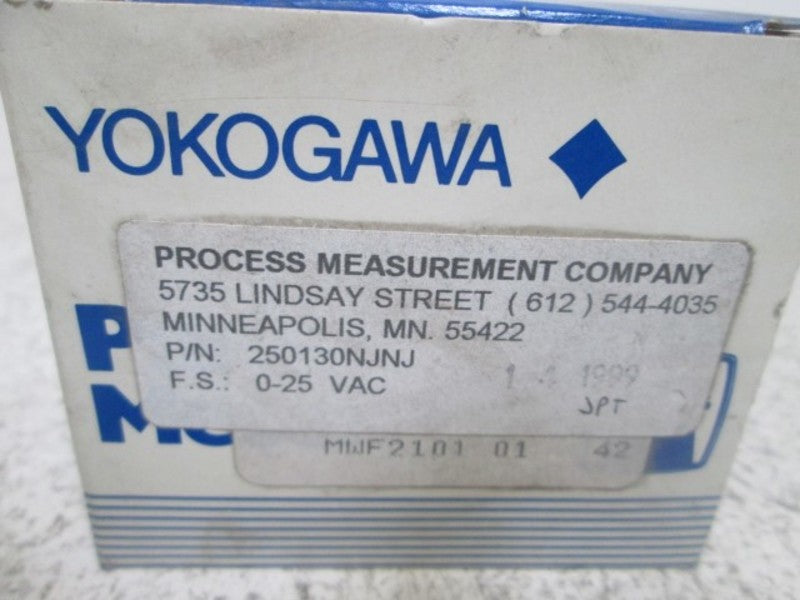 YOKOGAWA
PROCESS MEASUREMENT COMPANY
5735 LINDSAY STREET ( 612 ) 544-4035
MINNEAPOLIS, MN. 55422
P/N: 250130NJNJ
F.S.: 0-25 VAC
1999
JPT
MWF2101 01 42